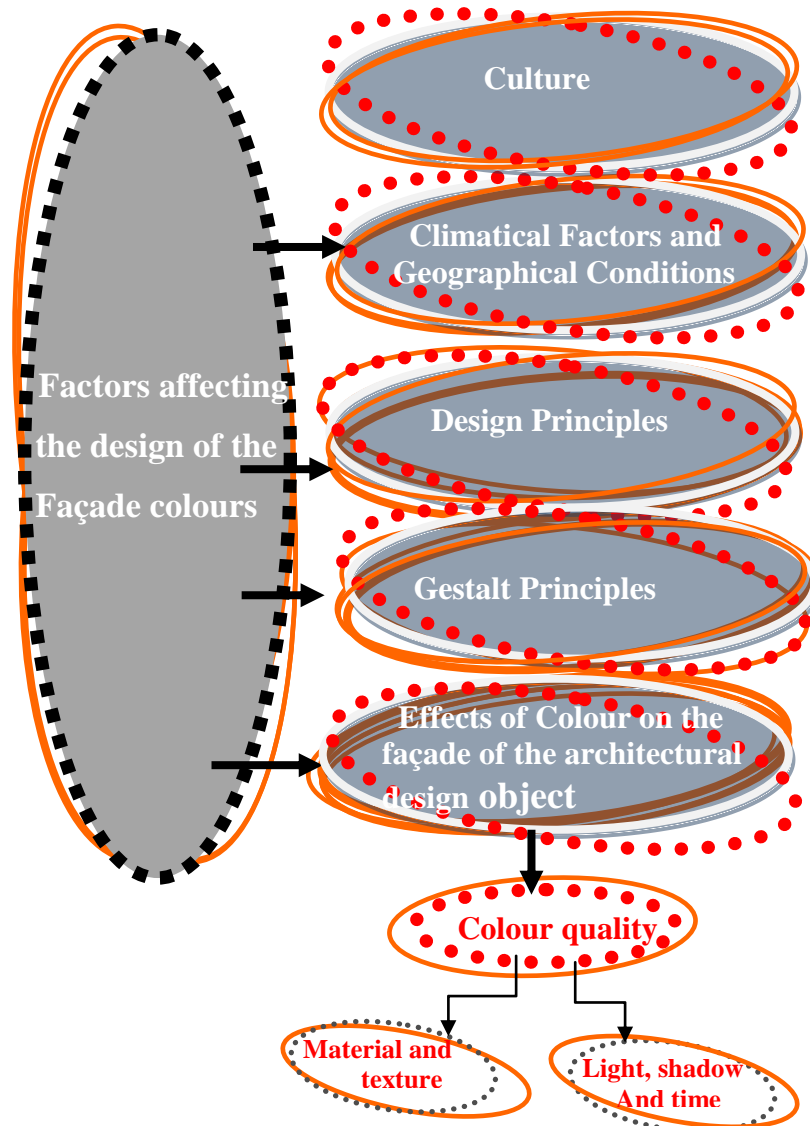 Culture
Climatical Factors and
Geographical Conditions
Factors affecting
the design of the
Façade colours
Design Principles
Gestalt Principles
Effects of Colour on the
façade of the architectural
design object
Colour quality
Material and
texture
Light, shadow
And time